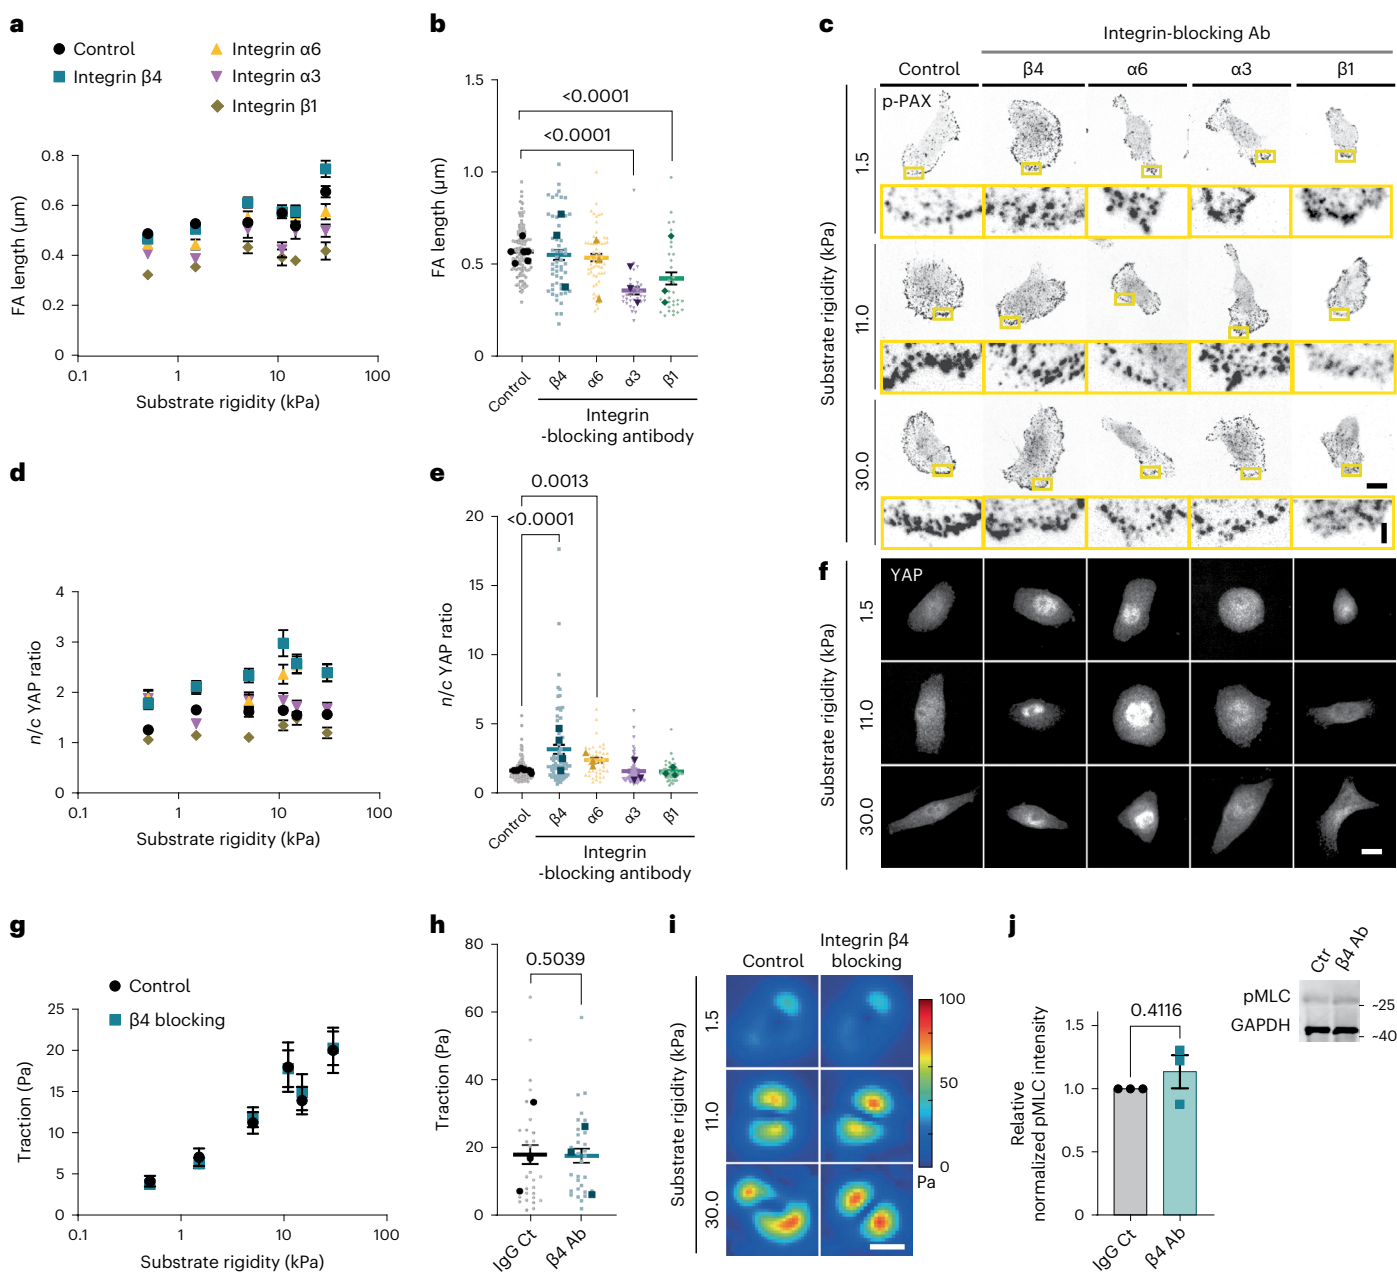 a
Control
Integrin β4
Integrin α6
Integrin α3
Integrin β1
0.8
0.6
0.4
0.2
0
FA length (μm)
0.1
1
10
100
Substrate rigidity (kPa)
b
1.5
1.0
0.5
0
FA length (μm)
<0.0001
<0.0001
Control
β4
α6
α3
β1
Integrin
-blocking antibody
c
Integrin-blocking Ab
Control
β4
α6
α3
β1
p-PAX
Substrate rigidity (kPa)
1.5
11.0
30.0
d
4
3
2
1
0
n/c YAP ratio
0.1
1
10
100
Substrate rigidity (kPa)
e
0.0013
<0.0001
20
15
10
5
0
n/c YAP ratio
Control
β4
α6
α3
β1
Integrin
-blocking antibody
f
YAP
Substrate rigidity (kPa)
1.5
11.0
30.0
g
Control
β4 blocking
25
20
15
10
5
0
Traction (Pa)
0.1
1
10
100
Substrate rigidity (kPa)
h
80
60
40
20
0
Traction (Pa)
0.5039
IgG Ct
β4 Ab
i
Control
Integrin β4
blocking
Substrate rigidity (kPa)
1.5
11.0
30.0
100
50
0
Pa
j
Relative
normalized pMLC intensity
1.5
1.0
0.5
0
0.4116
IgG Ct
β4 Ab
Ctr
β4 Ab
pMLC
GAPDH
~25
~40